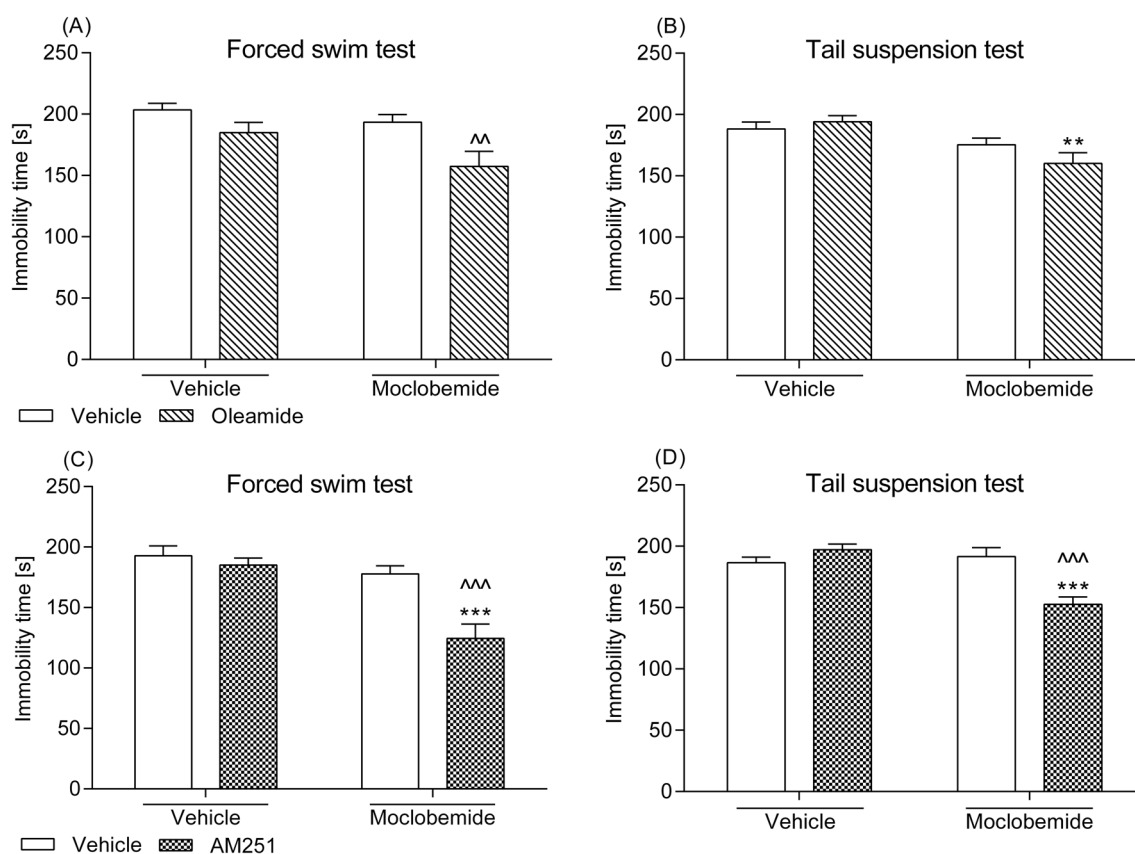 (A)
Forced swim test
Immobility time [s]
250
200
150
100
50
0
^^
Vehicle
Moclobemide
Vehicle Oleamide
(B)
Tail suspension test
Immobility time [s]
250
200
150
100
50
0
**
Vehicle
Moclobemide
(C)
Forced swim test
Immobility time [s]
250
200
150
100
50
0
^^^
***
Vehicle
Moclobemide
Vehicle AM251
(D)
Tail suspension test
Immobility time [s]
250
200
150
100
50
0
^^^
***
Vehicle
Moclobemide